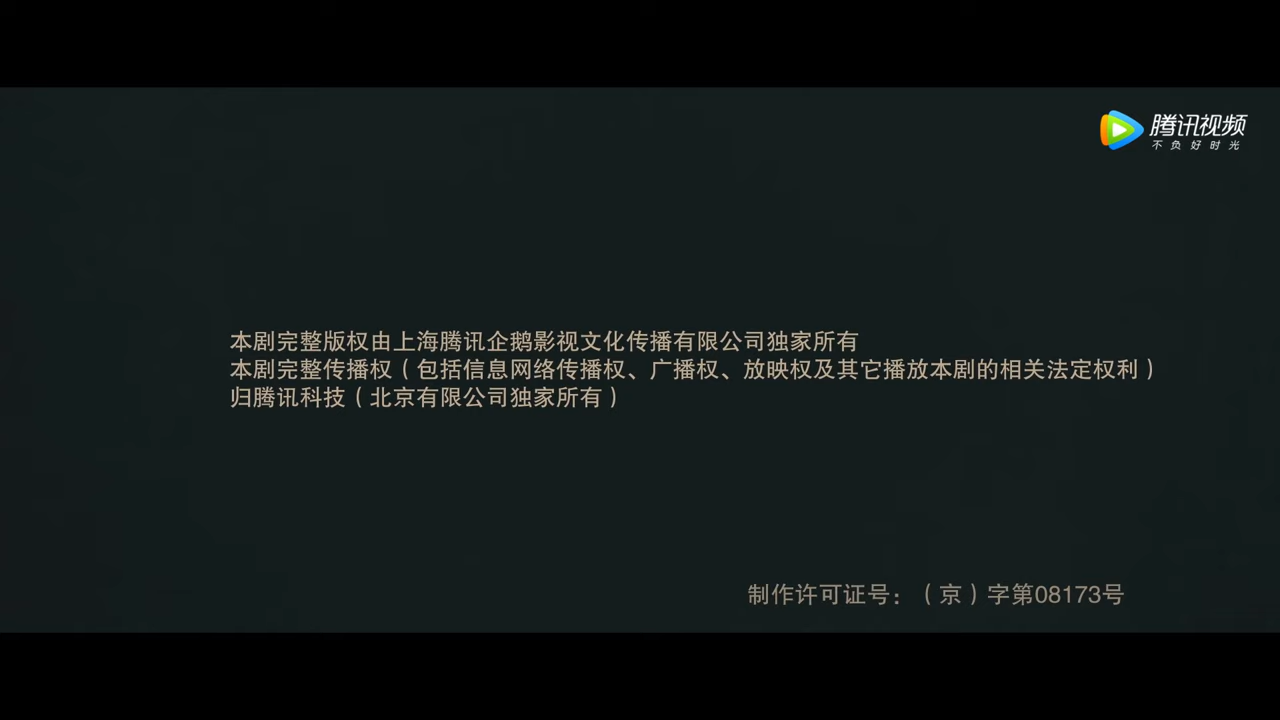 腾讯视频
不负好时光
本剧完整版权由上海腾讯企鹅影视文化传播有限公司独家所有
本剧完整传播权（包括信息网络传播权、广播权、放映权及其它播放本剧的相关法定权利）
归腾讯科技（北京有限公司独家所有）
制作许可证号：（京）字第08173号